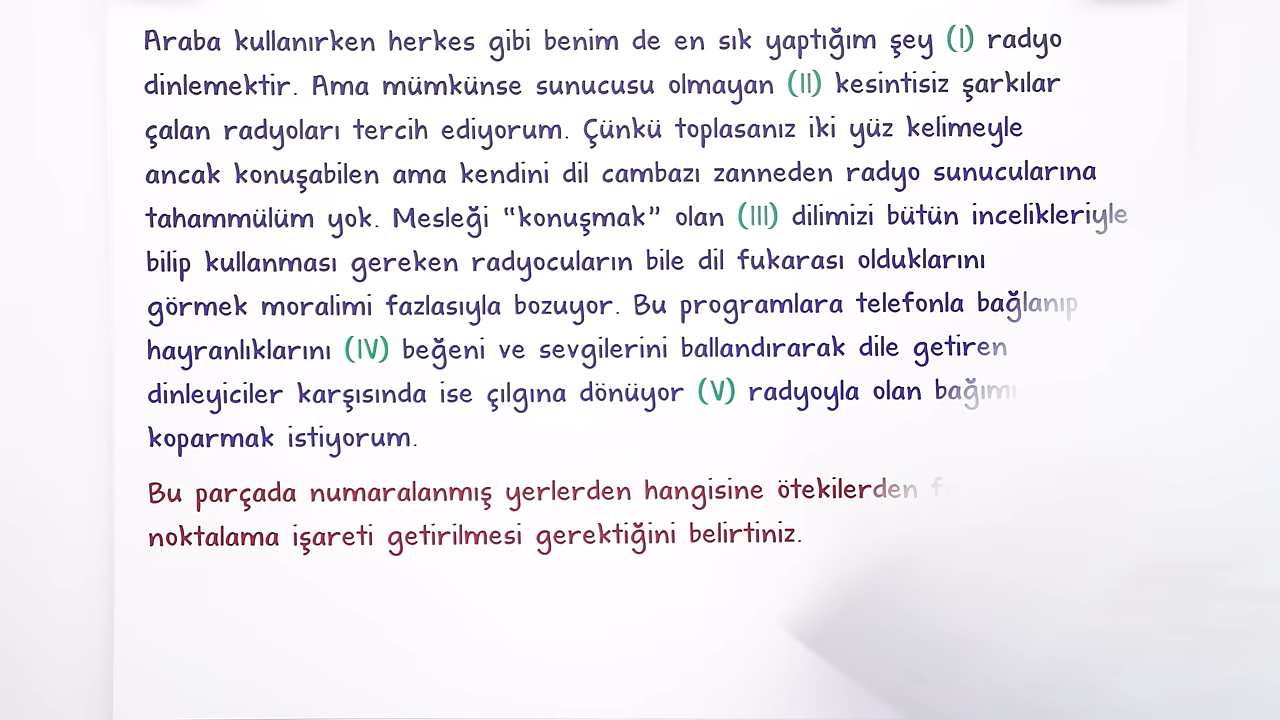 Araba kullanırken herkes gibi benim de en sık yaptığım şey (I) radyo
dinlemektir. Ama mümkünse sunucusu olmayan (II) kesintisiz şarkılar
çalan radyoları tercih ediyorum. Çünkü toplasanız iki yüz kelimeyle
ancak konuşabilen ama kendini dil cambazı zanneden radyo sunucularına
tahammülüm yok. Mesleği “konuşmak” olan (III) dilimizi bütün incelikleriyle
bilip kullanması gereken radyocuların bile dil fukarası olduklarını
görmek moralimi fazlasıyla bozuyor. Bu programlara telefonla bağlanıp
hayranlıklarını (IV) beğeni ve sevgilerini ballandırarak dile getiren
dinleyiciler karşısında ise çılgına dönüyor (V) radyoyla olan bağımı
koparmak istiyorum.
Bu parçada numaralanmış yerlerden hangisine ötekilerden
noktalama işareti getirilmesi gerektiğini belirtiniz.